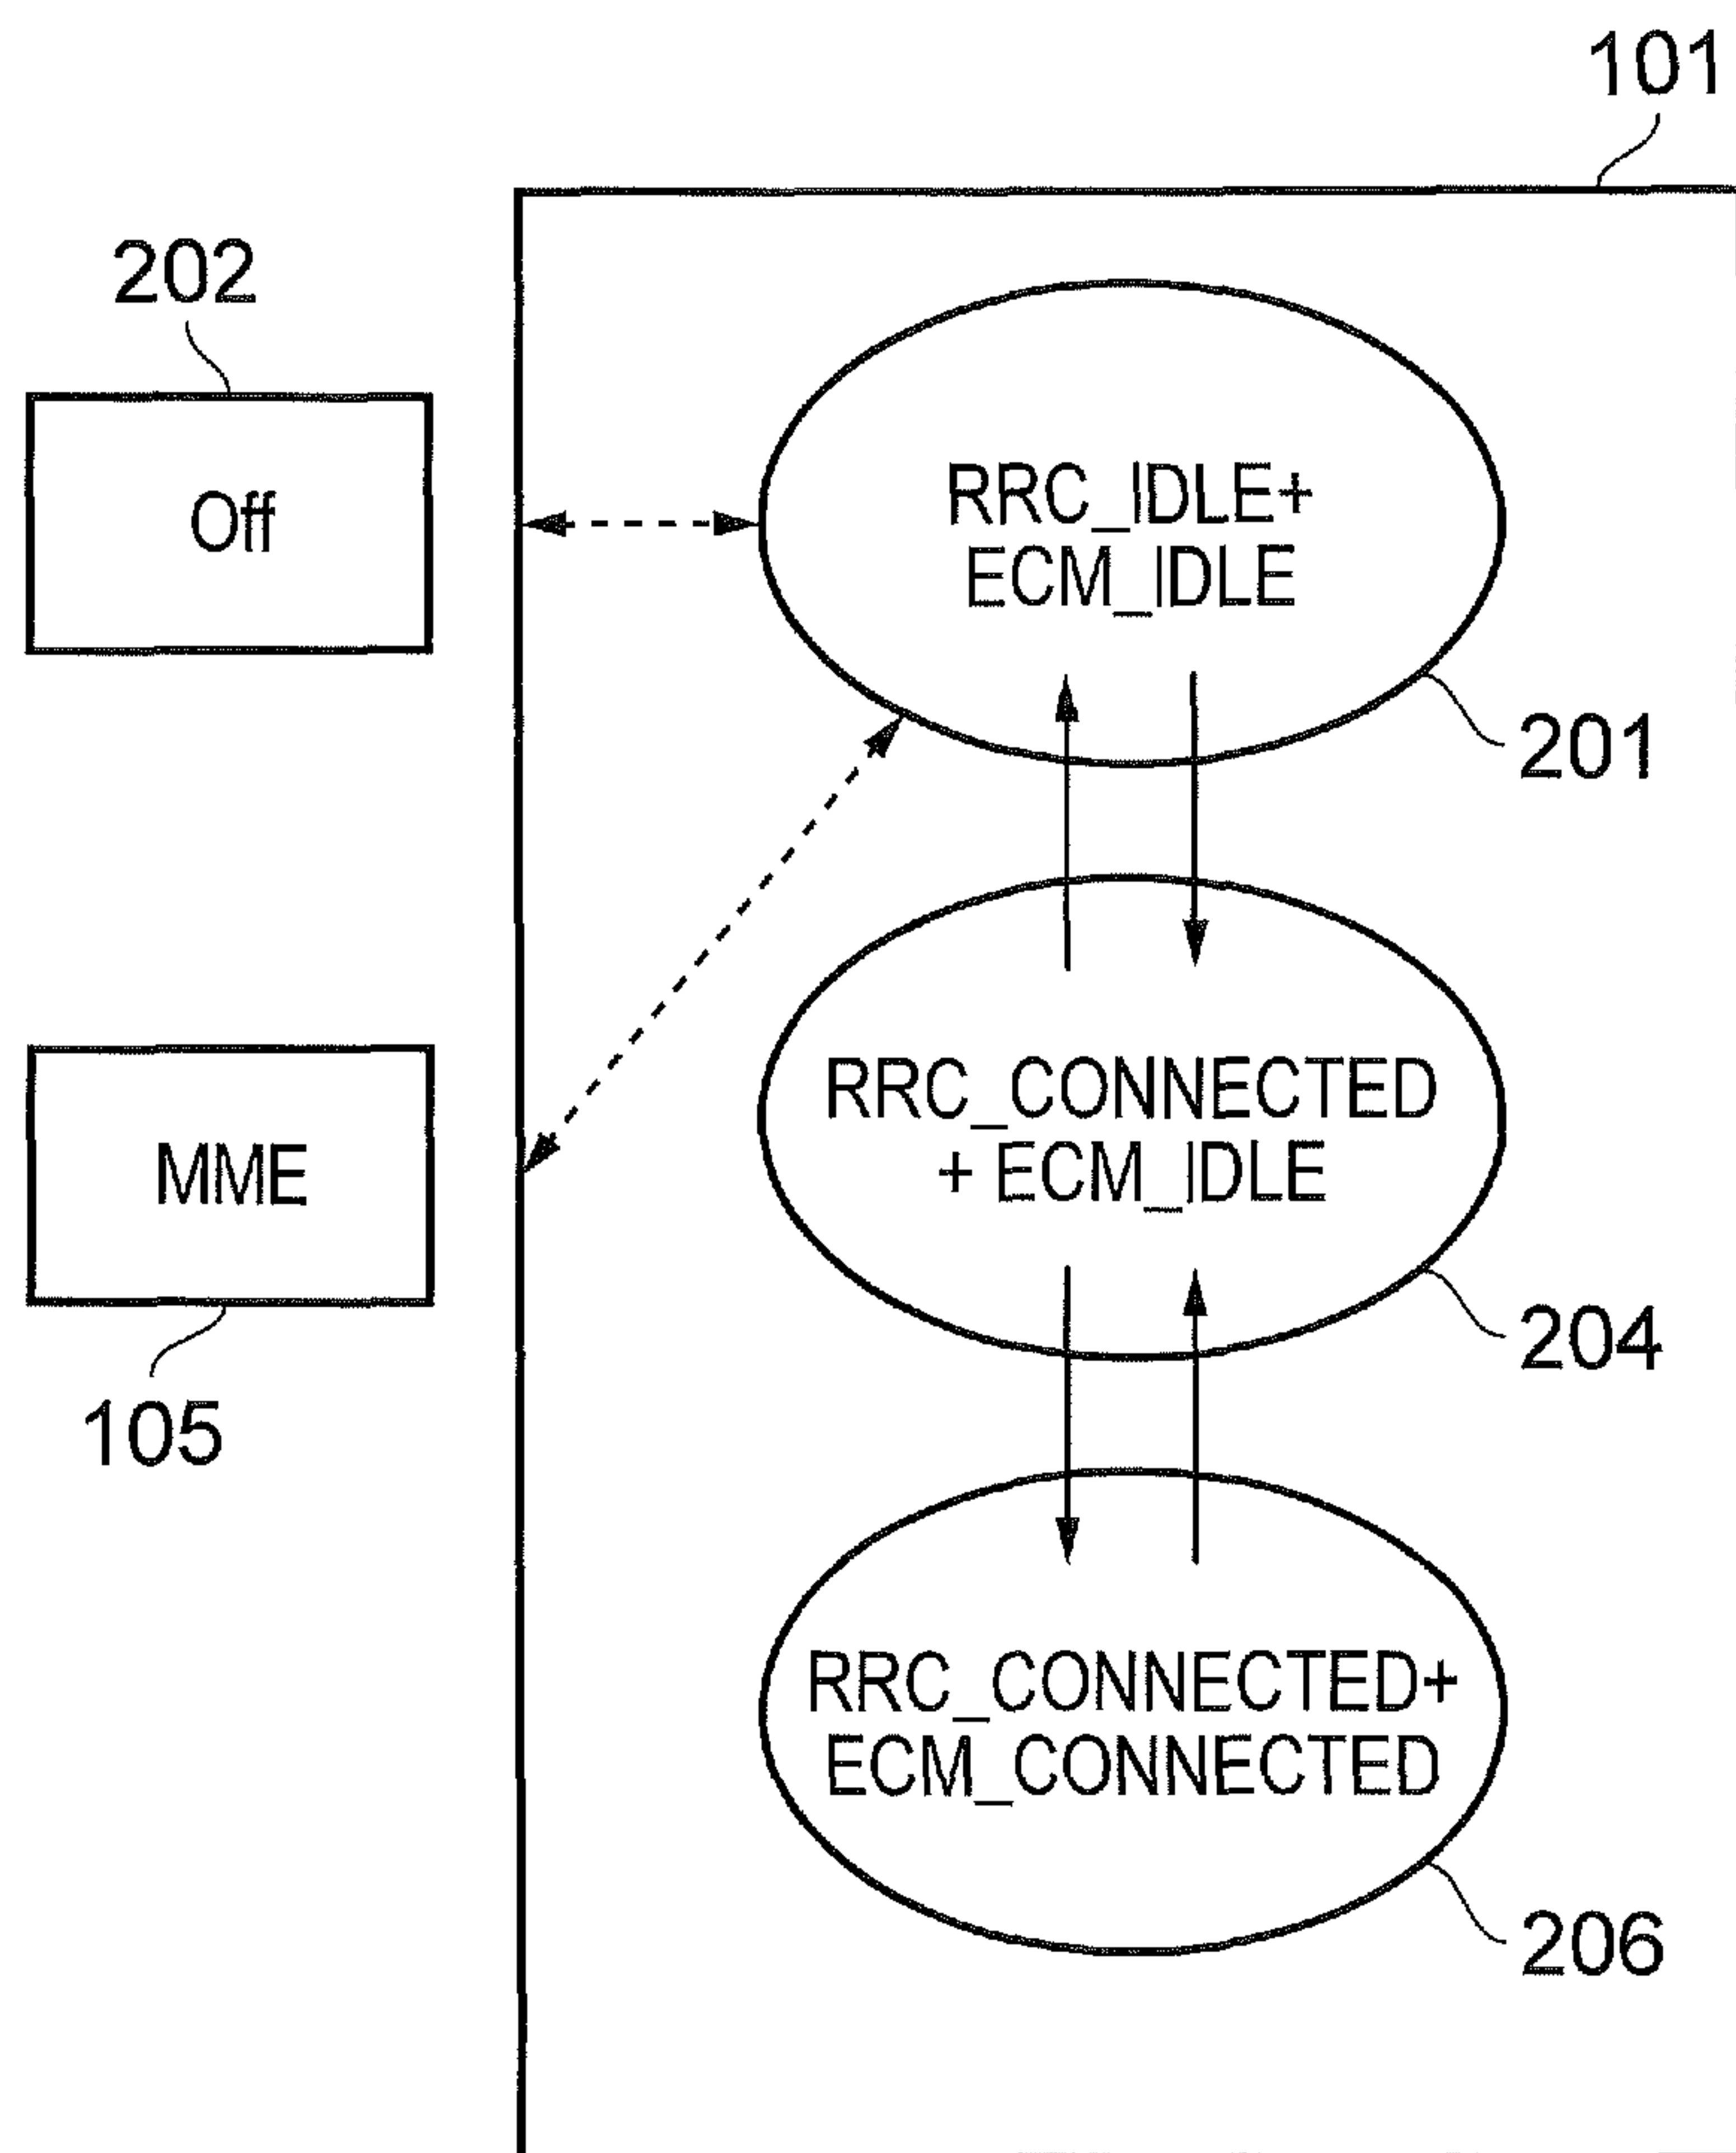 101
202
Off
RRC_IDLE+
ECM_IDLE
201
MME
105
RRC_CONNECTED
+ ECM_IDLE
204
RRC_CONNECTED+
ECM_CONNECTED
206